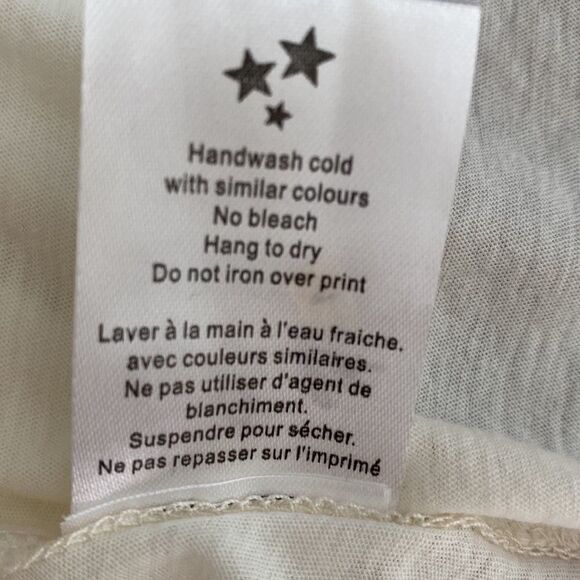 Handwash cold
with similar colours
No bleach
Hang to dry
Do not iron over print
Laver à la main à l'eau fraiche.
avec couleurs similaires.
Ne pas utiliser d'agent de
blanchiment.
Suspendre pour sécher.
Ne pas repasser sur l'imprimé